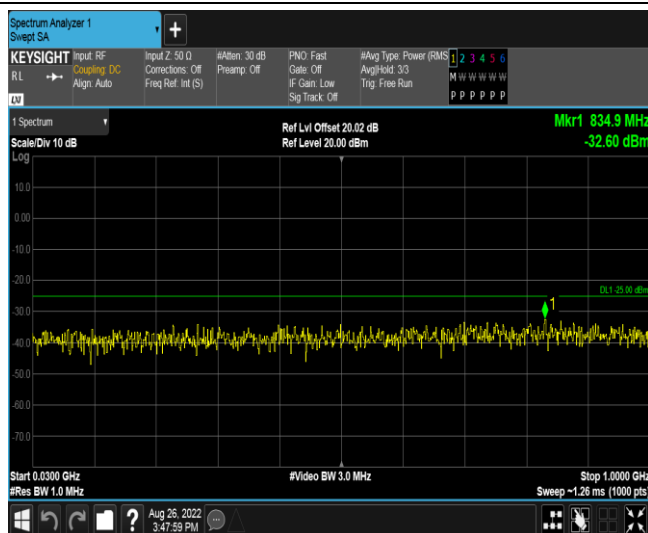 Spectrum Analyzer 1
Swept SA
+
KEYSIGHT
RL
LXI
Input: RF
Coupling: DC
Align: Auto
Input Z: 50 Ω
Corrections: Off
Freq Ref: Int (S)
#Atten: 30 dB
Preamp: Off
PNO: Fast
Gate: Off
IF Gain: Low
Sig Track: Off
#Avg Type: Power (RMS
Avg|Hold: 3/3
Trig: Free Run
1 2 3 4 5 6
M W W W W W
P P P P P P
1 Spectrum
Scale/Div 10 dB
Log
Ref Lvl Offset 20.02 dB
Ref Level 20.00 dBm
Mkr1 834.9 MHz
-32.60 dBm
10.0
0.00
-10.0
-20.0
DL1 -25.00 dBm
1
-30.0
-40.0
-50.0
-60.0
-70.0
Start 0.0300 GHz
#Video BW 3.0 MHz
Stop 1.0000 GHz
#Res BW 1.0 MHz
Sweep ~1.26 ms (1000 pts)
?
Aug 26, 2022
3:47:59 PM